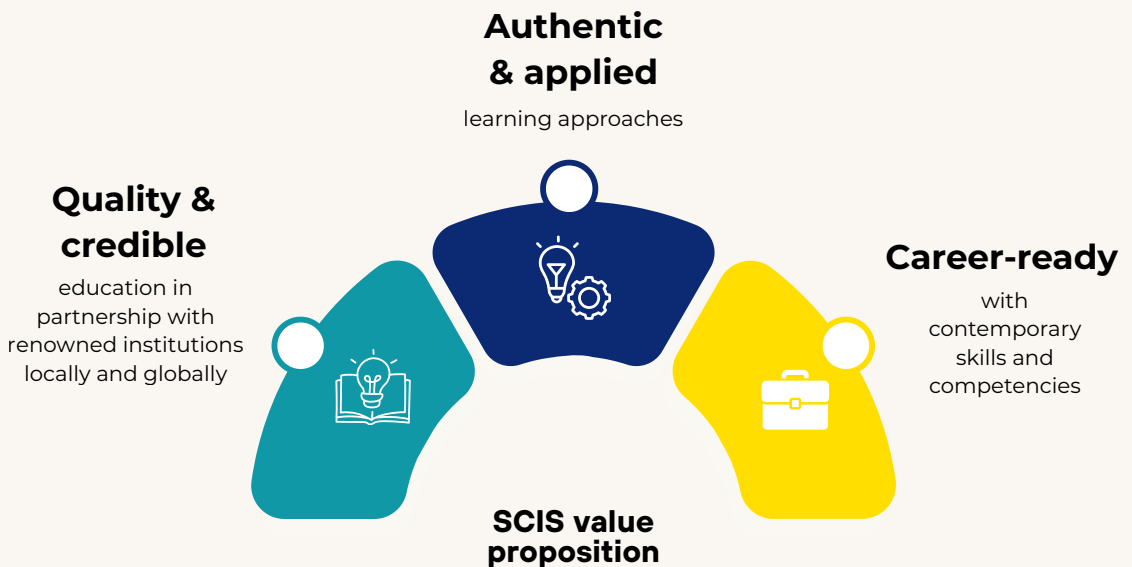 Authentic
& applied
learning approaches
Quality &
credible
education in
partnership with
renowned institutions
locally and globally
Career-ready
with
contemporary
skills and
competencies
SCIS value
proposition